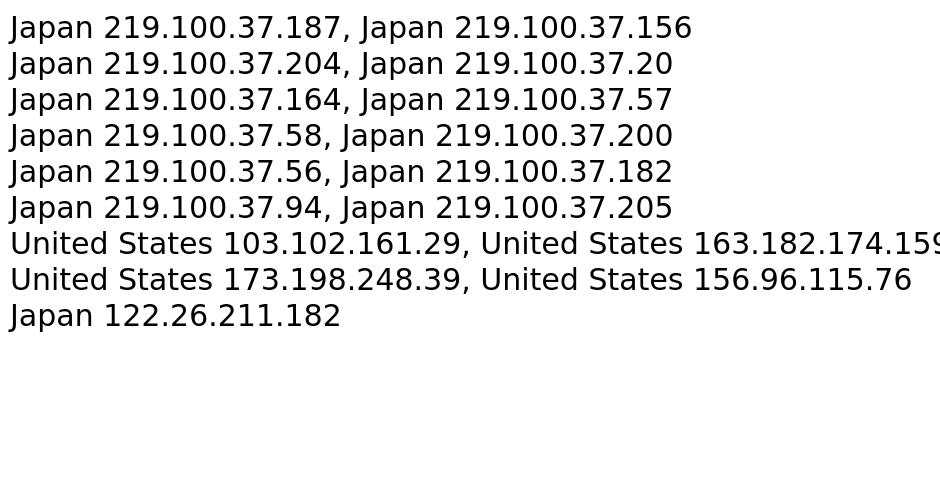 Japan 219.100.37.187, Japan 219.100.37.156
Japan 219.100.37.204, Japan 219.100.37.20
Japan 219.100.37.164, Japan 219.100.37.57
Japan 219.100.37.58, Japan 219.100.37.200
Japan 219.100.37.56, Japan 219.100.37.182
Japan 219.100.37.94, Japan 219.100.37.205
United States 103.102.161.29, United States 163.182.174.159
United States 173.198.248.39, United States 156.96.115.76
Japan 122.26.211.182